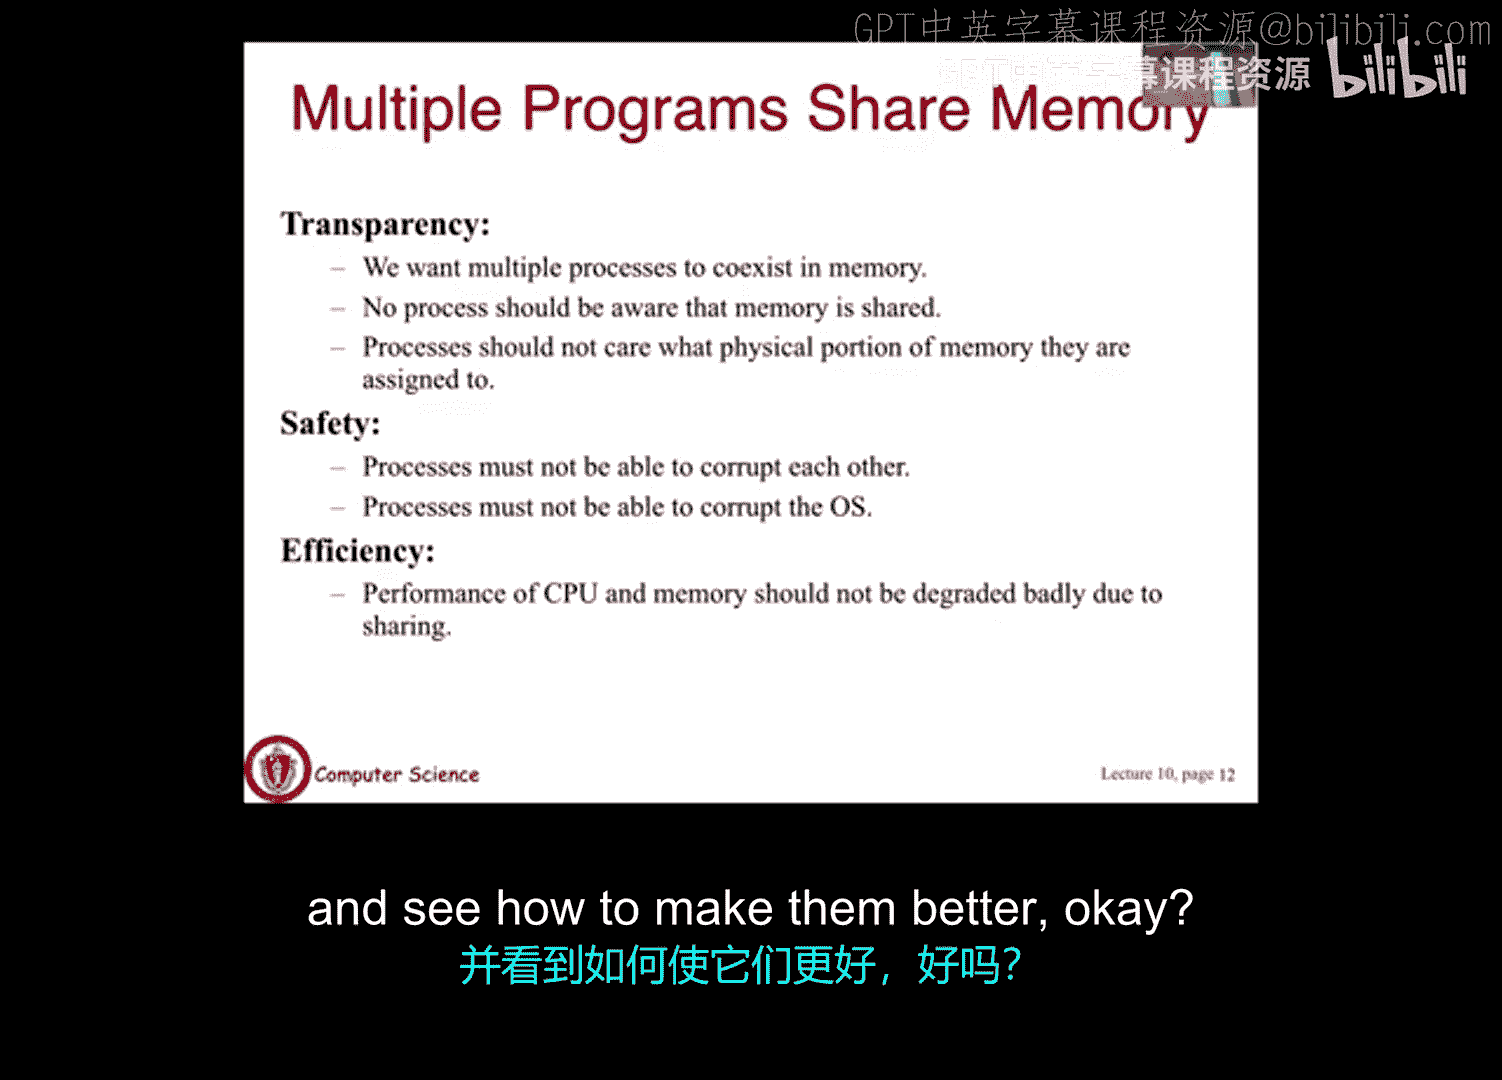 GPT中英字幕课程资源@bilibili.com
课程资源 bilibili
Multiple Programs Share Memory
Transparency:
– We want multiple processes to coexist in memory.
– No process should be aware that memory is shared.
– Processes should not care what physical portion of memory they are
assigned to.
Safety:
– Processes must not be able to corrupt each other.
– Processes must not be able to corrupt the OS.
Efficiency:
– Performance of CPU and memory should not be degraded badly due to
sharing.
Computer Science
Lecture 10, page 12
and see how to make them better, okay?
并看到如何使它们更好，好吗？